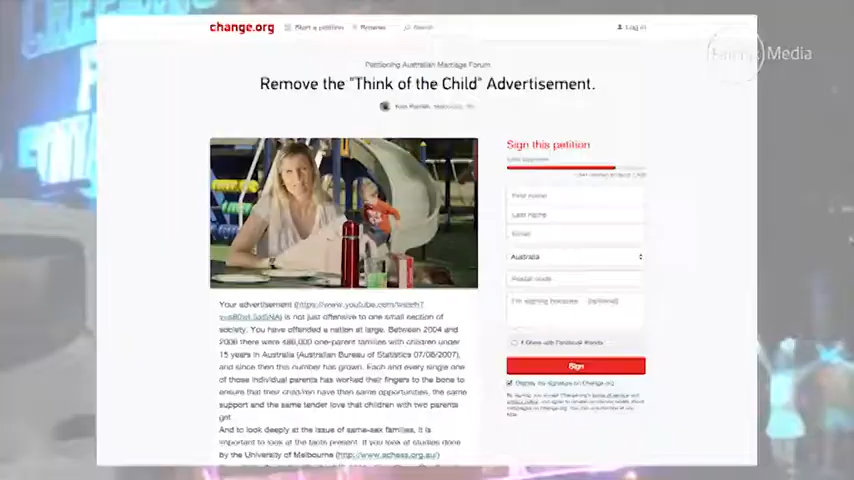 change.org
Start a petition
Browse
Search
Log in
Media
Petitioning Australian Marriage Forum
Remove the "Think of the Child" Advertisement.
Sign this petition
First name
Last name
Email
Australia
Postal code
I'm signing because (optional)
Share with Facebook friends
Sign
Display my signature on Change.org
Your advertisement (https://www.youtube.com/watch?
is not just offensive to one small section of
society. You have offended a nation at large. Between 2004 and
2006 there were 486,000 one-parent families with children under
15 years in Australia (Australian Bureau of Statistics 07/08/2007),
and since then this number has grown. Each and every single one
of those individual parents has worked their fingers to the bone to
ensure that their children have then same opportunities, the same
support and the same tender love that children with two parents
get
And to look deeply at the issue of same-sex families, it is
important to look at the facts present. If you look at studies done
by the University of Melbourne (http://www.achess.org.au/)